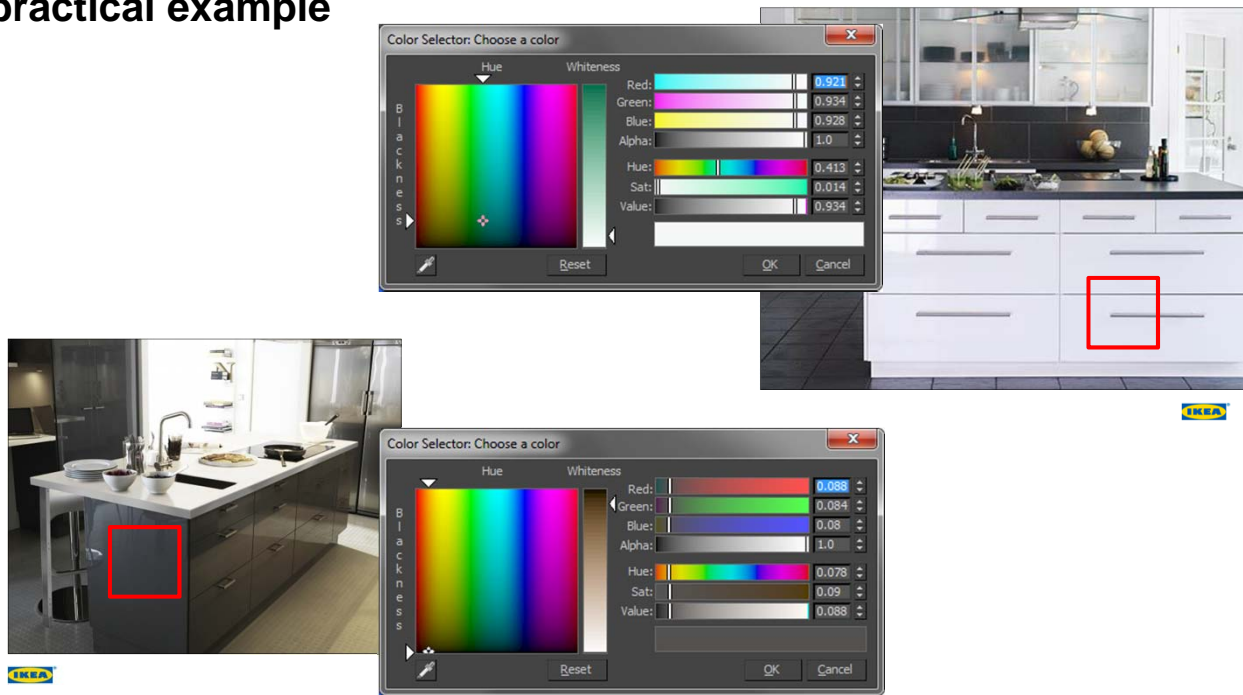 practical example
Color Selector: Choose a color
Hue Whiteness
Blackness
Red: 0.921
Green: 0.934
Blue: 0.928
Alpha: 1.0
Hue: 0.413
Sat: 0.014
Value: 0.934
Reset OK Cancel
IKEA
Color Selector: Choose a color
Hue Whiteness
Blackness
Red: 0.088
Green: 0.084
Blue: 0.08
Alpha: 1.0
Hue: 0.078
Sat: 0.09
Value: 0.088
Reset OK Cancel
IKEA